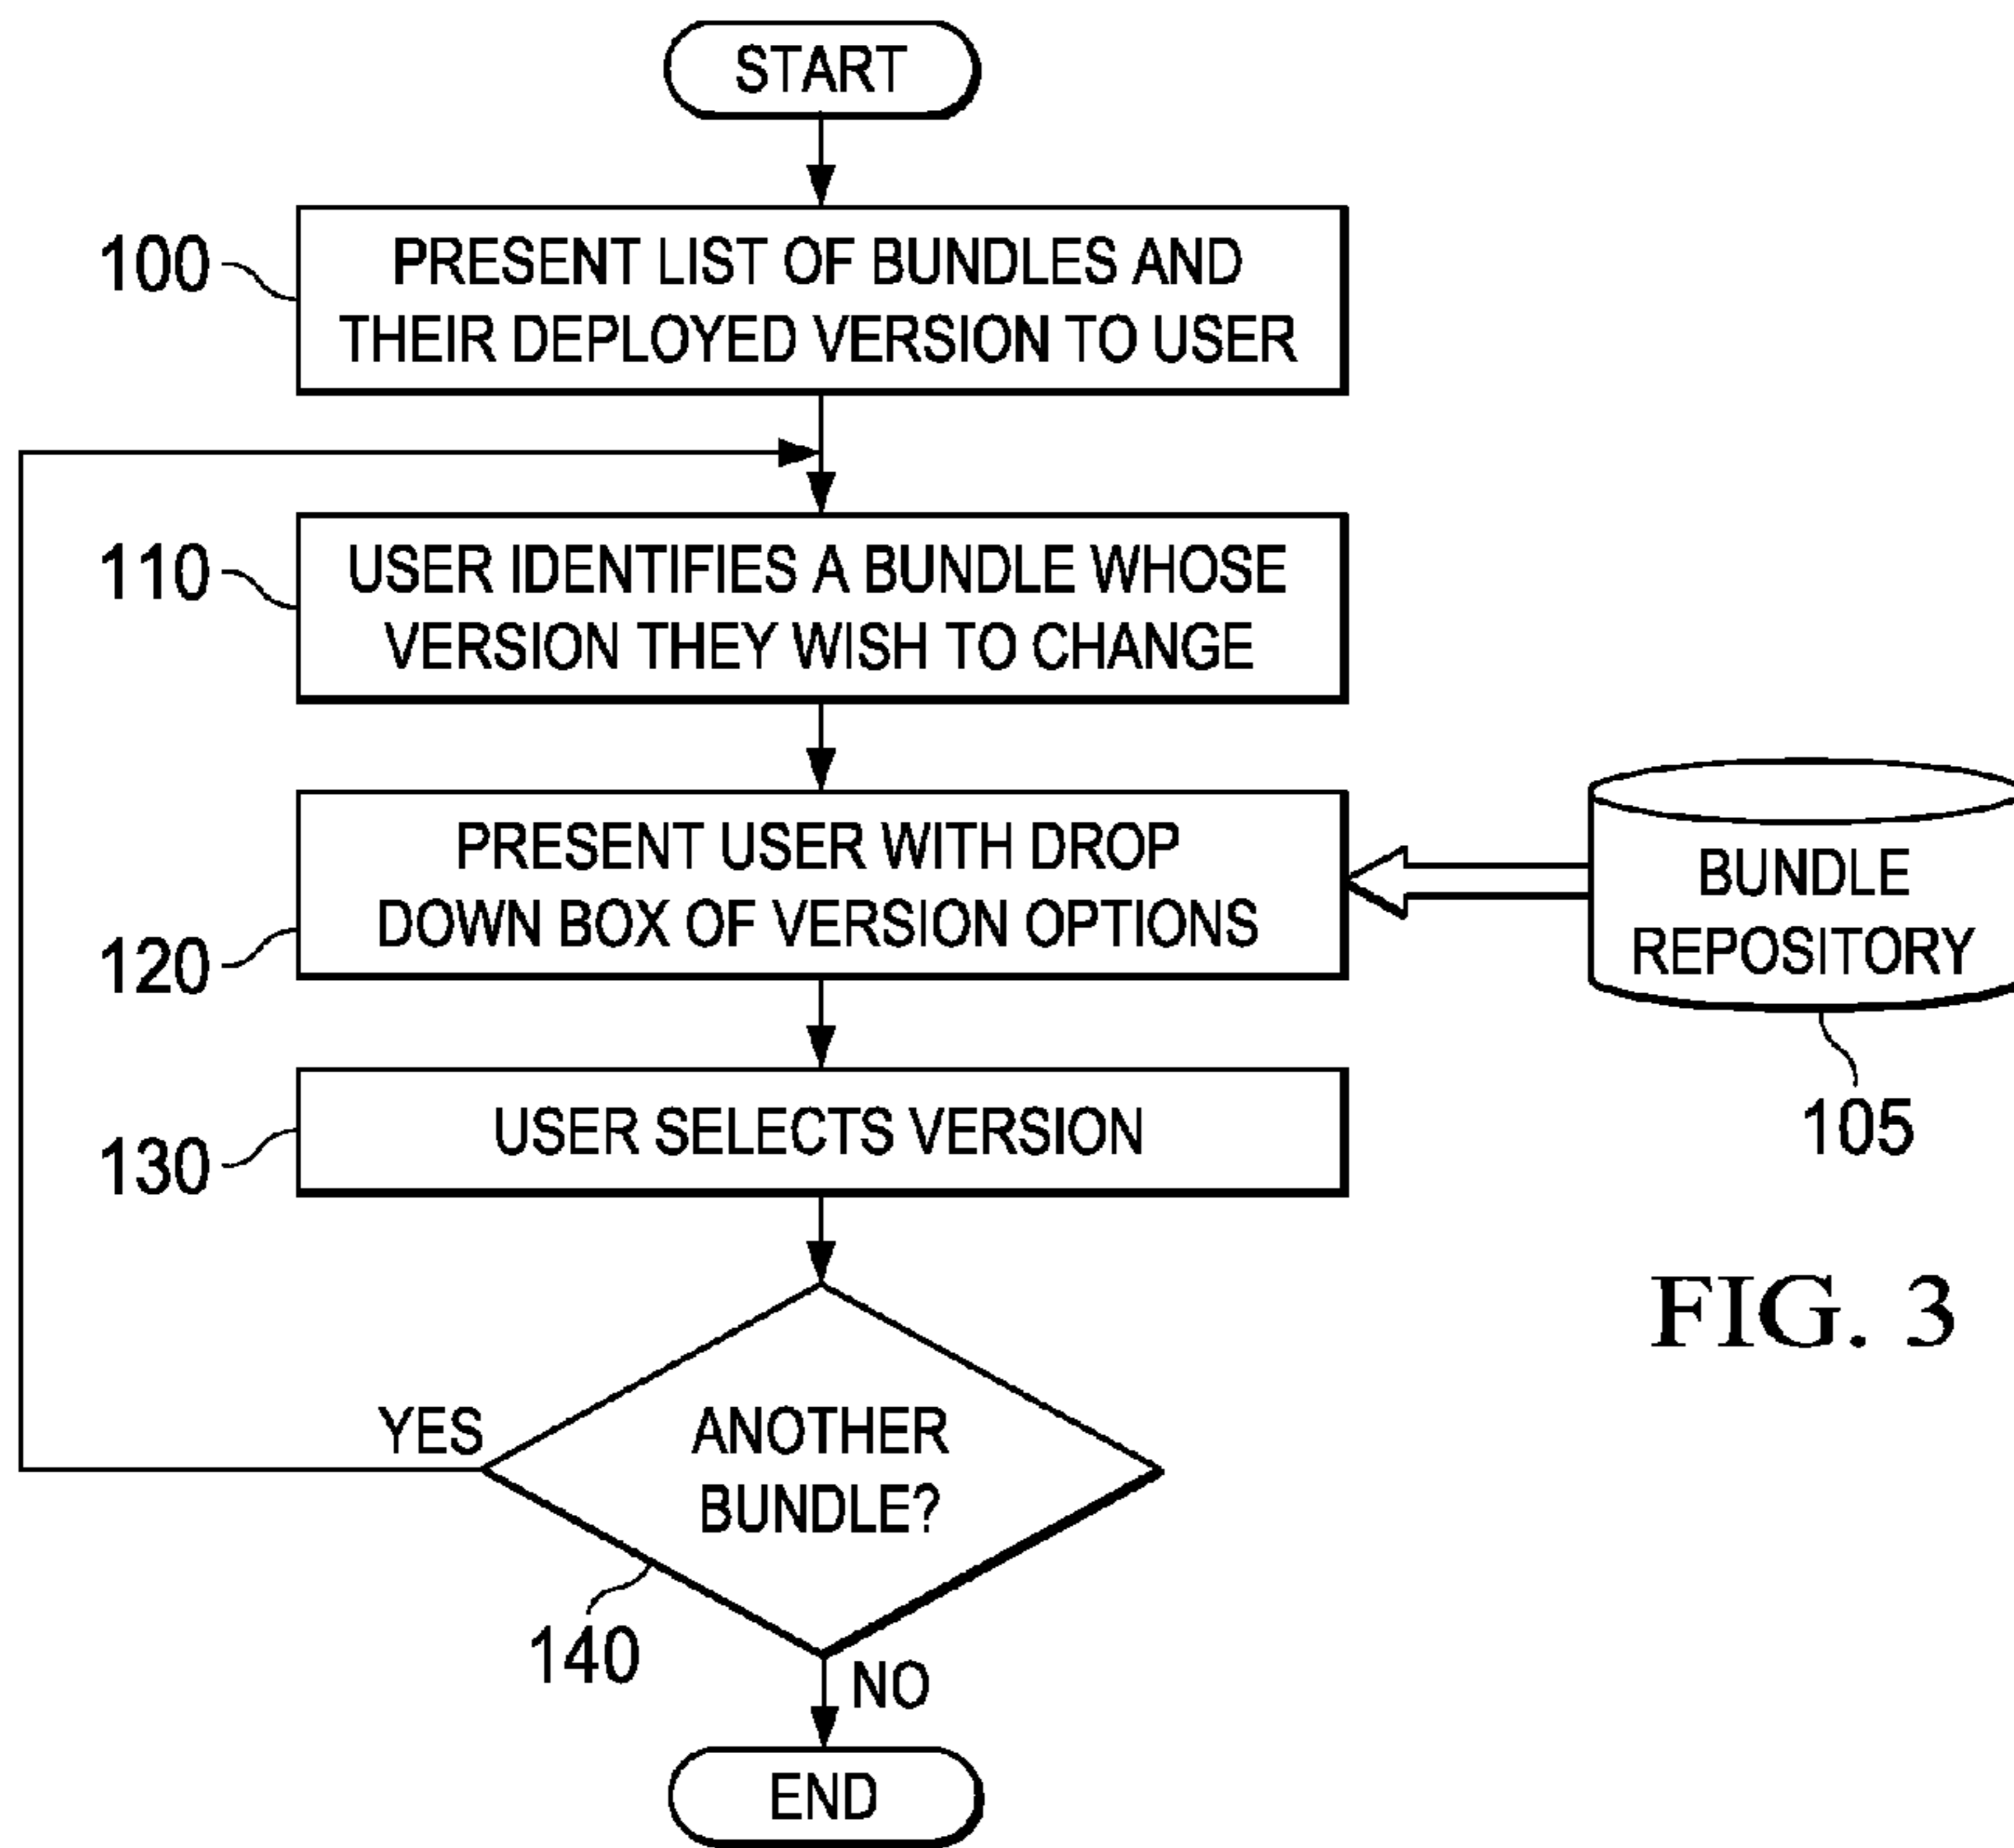 START
100
PRESENT LIST OF BUNDLES AND
THEIR DEPLOYED VERSION TO USER
110
USER IDENTIFIES A BUNDLE WHOSE
VERSION THEY WISH TO CHANGE
120
PRESENT USER WITH DROP
DOWN BOX OF VERSION OPTIONS
BUNDLE
REPOSITORY
105
130
USER SELECTS VERSION
FIG. 3
YES
ANOTHER
BUNDLE?
140
NO
END